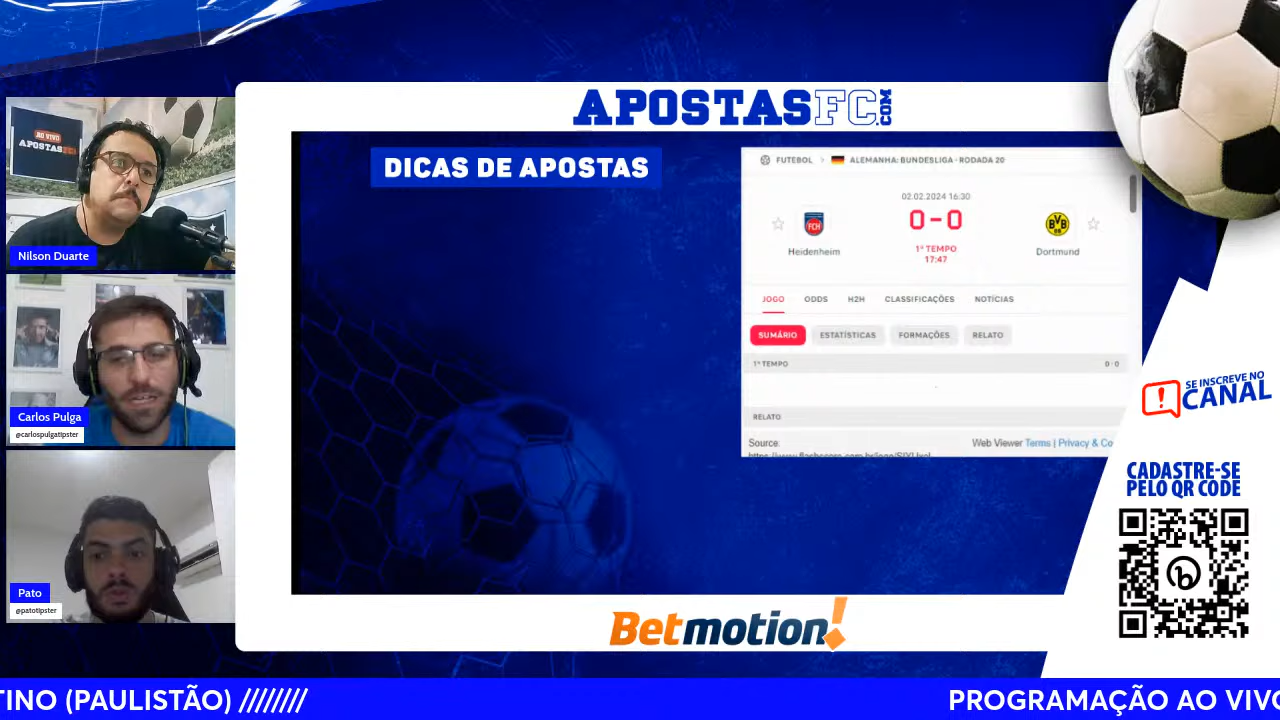 APOSTASFC.COM
DICAS DE APOSTAS
AO VIVO
APOSTASFC
Nilson Duarte
Carlos Pulga
@carlospulgatipster
Pato
@patotipster
FUTEBOL > ALEMANHA: BUNDESLIGA - RODADA 20
02.02.2024 16:30
0 - 0
Heidenheim
Dortmund
1º TEMPO
17:47
JOGO ODDS H2H CLASSIFICAÇÕES NOTÍCIAS
SUMÁRIO ESTATÍSTICAS FORMAÇÕES RELATO
1º TEMPO 0 - 0
RELATO
Source: Web Viewer Terms | Privacy & Co
SE INSCREVE NO
CANAL
CADASTRE-SE
PELO QR CODE
Betmotion!
TINO (PAULISTÃO) //////// PROGRAMAÇÃO AO VIVO